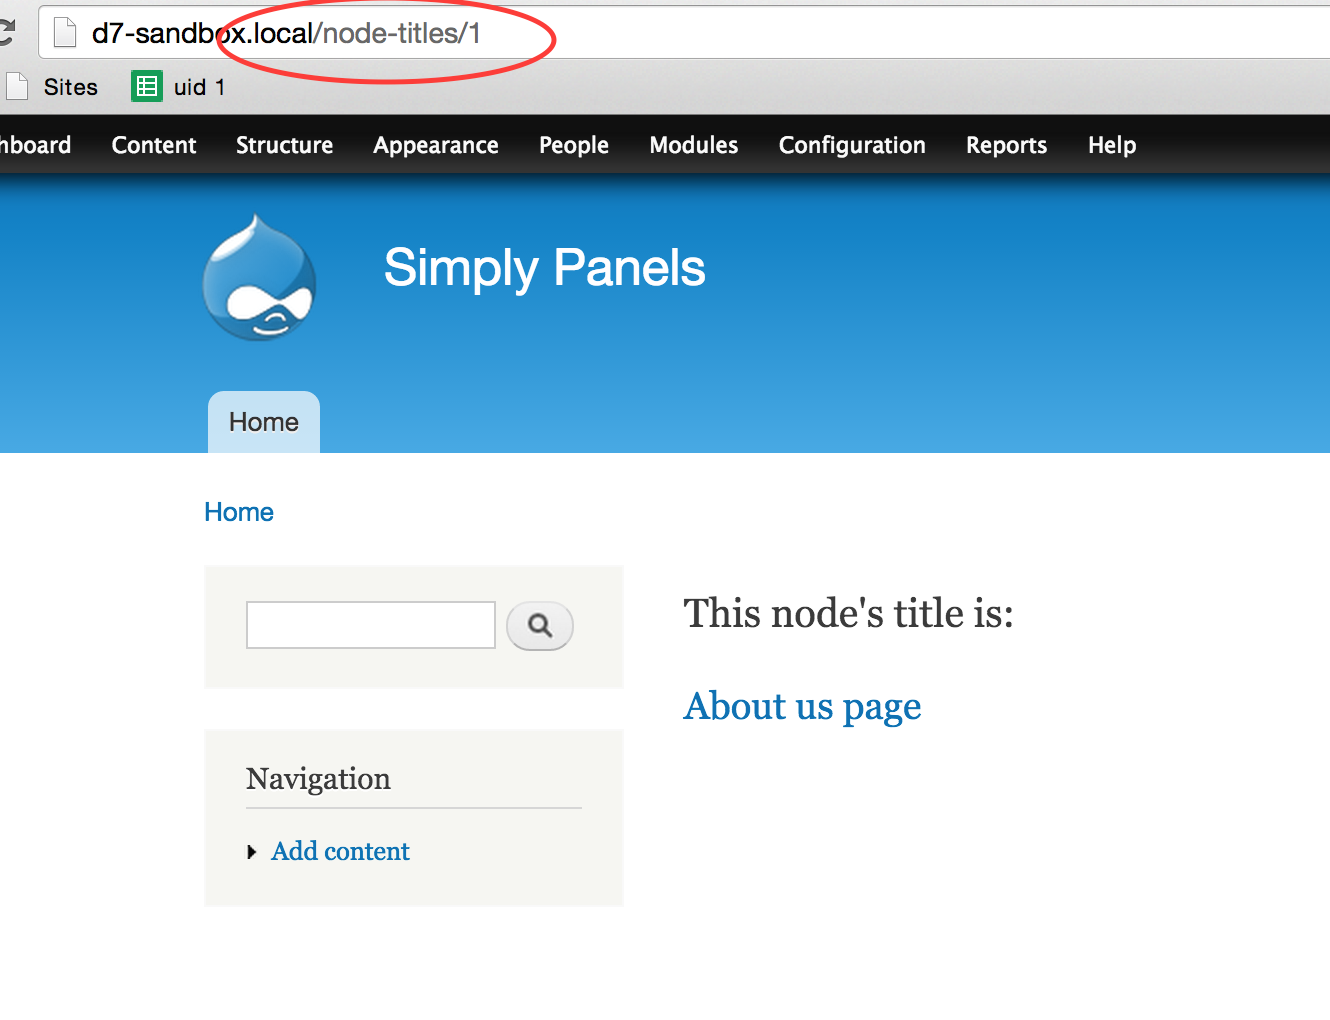 d7-sandbox.local/node-titles/1
Sites uid 1
hboard Content Structure Appearance People Modules Configuration Reports Help
Simply Panels
Home
Home
This node's title is:
About us page
Navigation
Add content